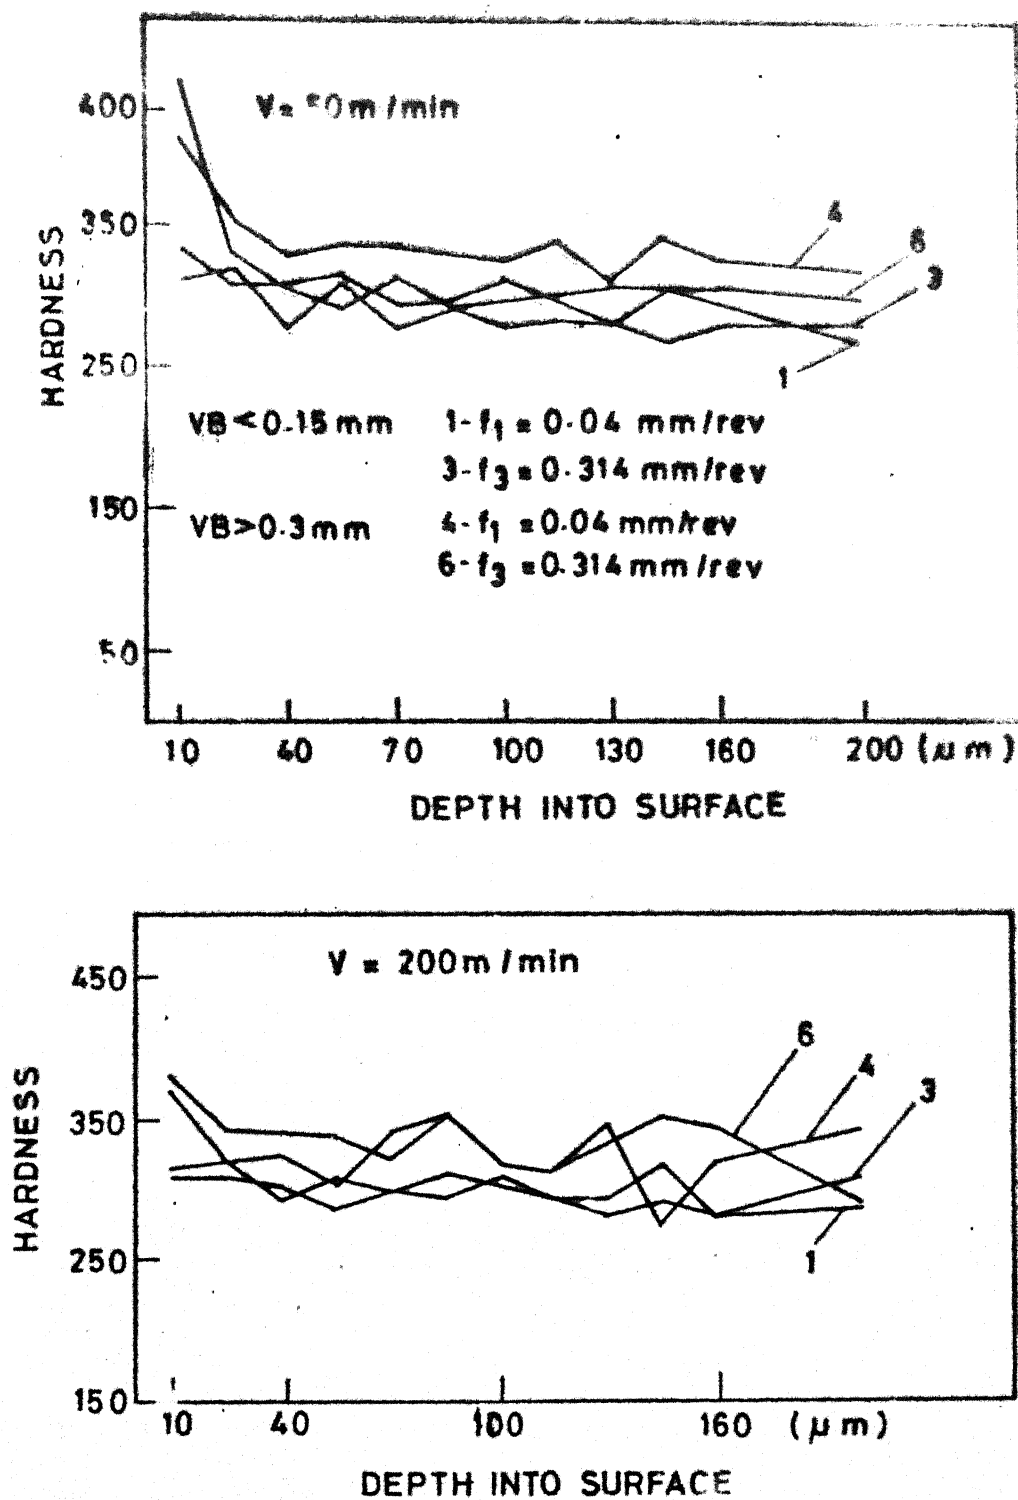 400
350
250
150
50
HARDNESS
m/min
4
6
3
1
VB<0.15 mm 1-f1 = 0.04 mm/rev
3-f3 = 0.314 mm/rev
VB>0.3mm 4-f1 = 0.04 mm/rev
6-f3 = 0.314 mm/rev
10 40 70 100 130 160 200 (μm)
DEPTH INTO SURFACE
V = 200m/min
450
350
250
150
HARDNESS
6
4
3
1
10 40 100 160 (μm)
DEPTH INTO SURFACE